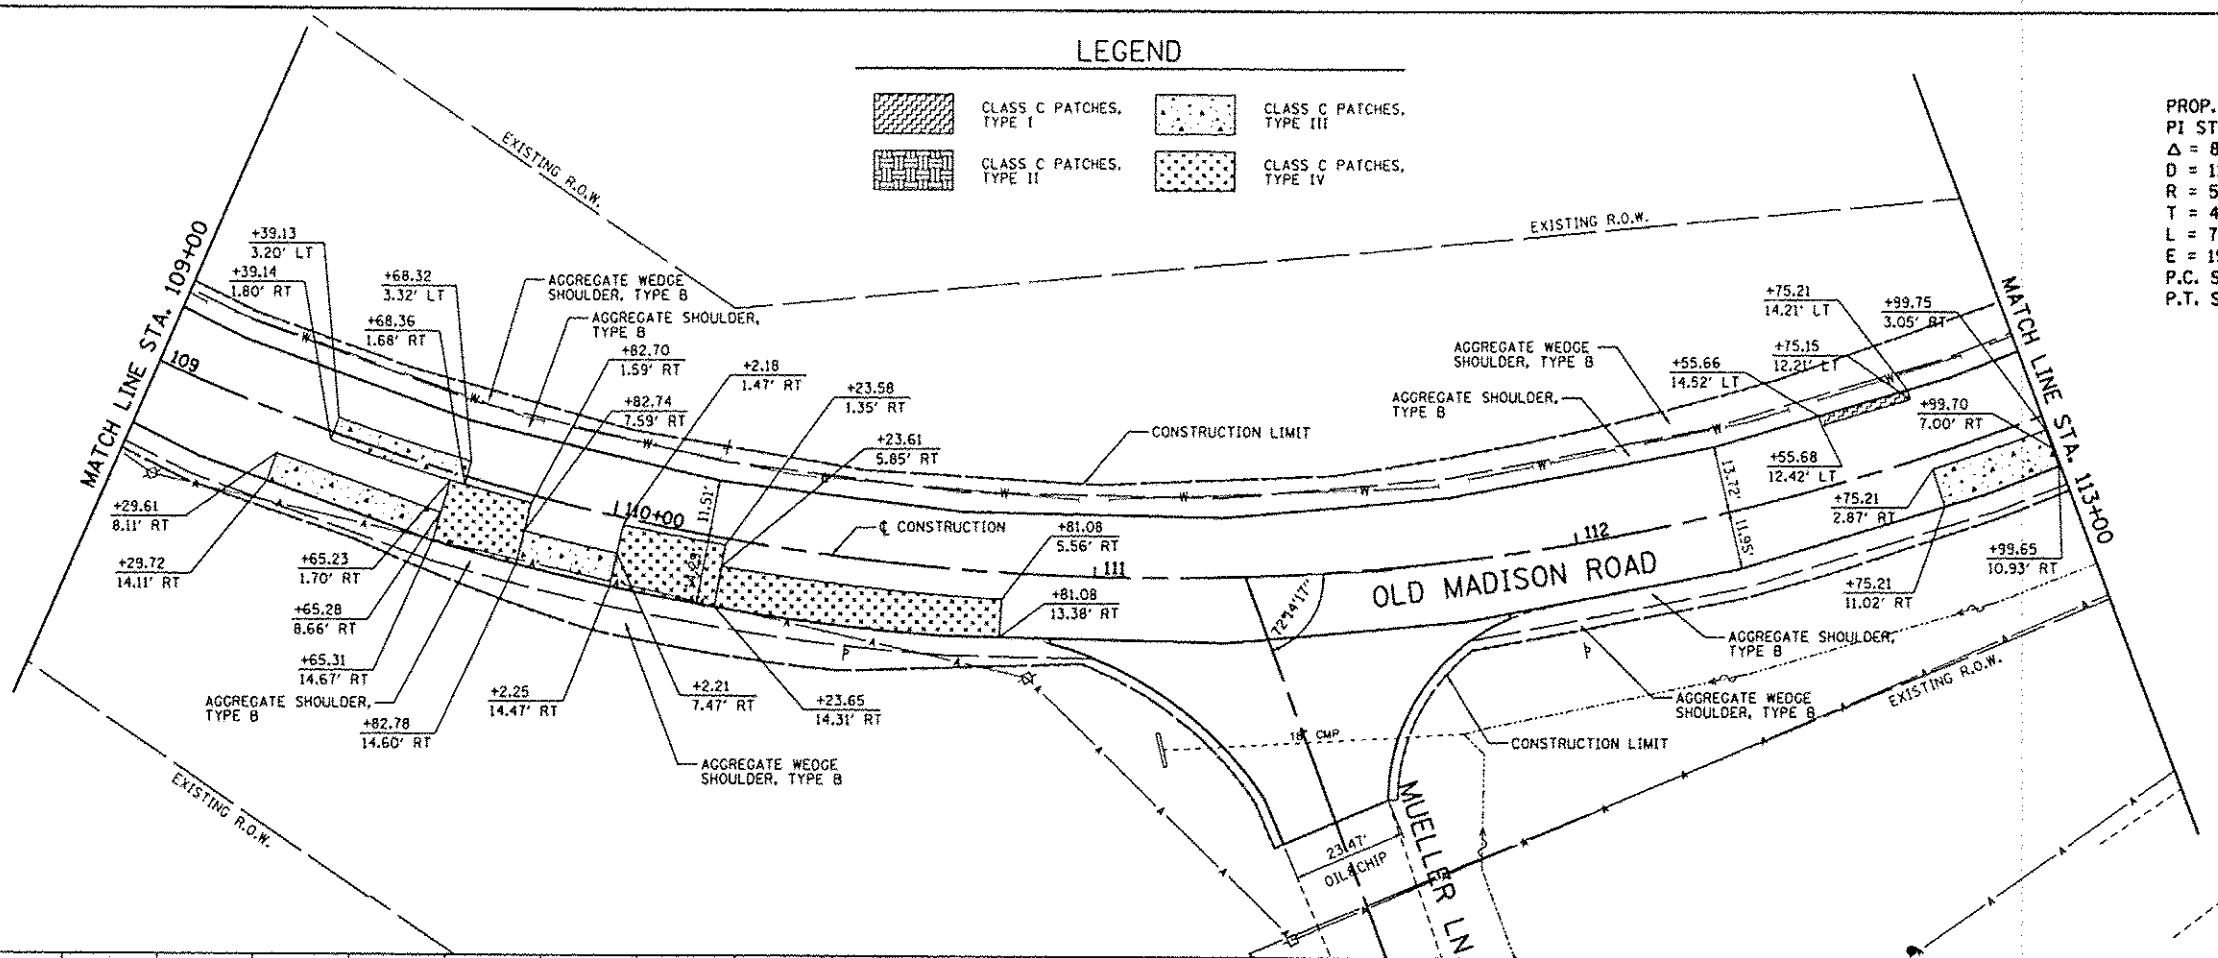 LEGEND
CLASS C PATCHES,
TYPE I
CLASS C PATCHES,
TYPE III
CLASS C PATCHES,
TYPE II
CLASS C PATCHES,
TYPE IV
PROP.
PI ST
Δ = 8
D = 1
R = 5
T = 4
L = 7
E = 19
P.C. S
P.T. S
EXISTING R.O.W.
EXISTING R.O.W.
MATCH LINE STA. 109+00
109
+39.13
3.20' LT
+39.14
1.80' RT
+68.32
3.32' LT
+68.36
1.68' RT
AGGREGATE WEDGE
SHOULDER, TYPE B
AGGREGATE SHOULDER,
TYPE B
+82.70
1.59' RT
+82.74
7.59' RT
+2.18
1.47' RT
+23.58
1.35' RT
+23.61
5.85' RT
CONSTRUCTION LIMIT
AGGREGATE WEDGE
SHOULDER, TYPE B
AGGREGATE SHOULDER,
TYPE B
+75.21
14.21' LT
+99.75
3.05' RT
+75.15
12.21' LT
+55.66
14.52' LT
+99.70
7.00' RT
+55.68
12.42' LT
+75.21
2.87' RT
+99.65
10.93' RT
+75.21
11.02' RT
MATCH LINE STA. 113+00
+29.61
8.11' RT
+29.72
14.11' RT
+65.23
1.70' RT
+65.28
8.66' RT
+65.31
14.67' RT
AGGREGATE SHOULDER,
TYPE B
+82.78
14.60' RT
+2.25
14.47' RT
+2.21
7.47' RT
+23.65
14.31' RT
AGGREGATE WEDGE
SHOULDER, TYPE B
110+00
11.51'
℄ CONSTRUCTION
+81.08
5.56' RT
+81.08
13.38' RT
111
112
13.72'
11.95'
72°14'17"
OLD MADISON ROAD
AGGREGATE SHOULDER,
TYPE B
AGGREGATE WEDGE
SHOULDER, TYPE B
CONSTRUCTION LIMIT
EXISTING R.O.W.
18" CMP
23.47'
OIL&CHIP
MUELLER LN
EXISTING R.O.W.